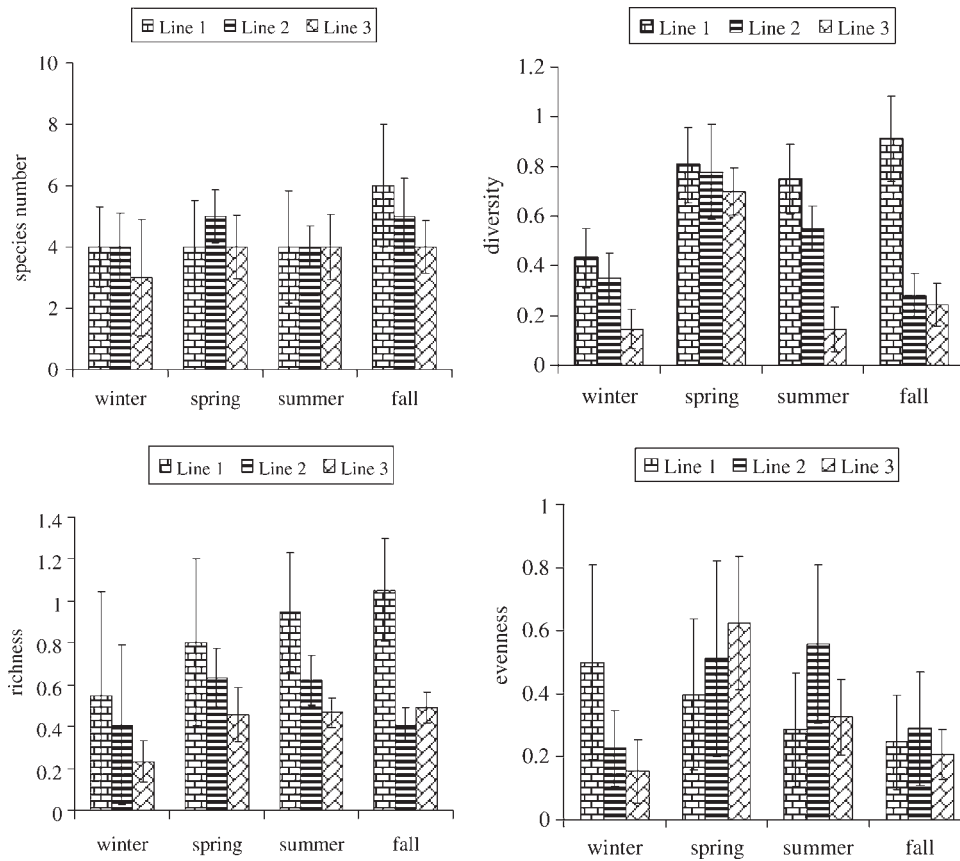 Line 1 Line 2 Line 3
10
8
6
4
2
0
species number
winter spring summer fall
Line 1 Line 2 Line 3
1.2
1
0.8
0.6
0.4
0.2
0
diversity
winter spring summer fall
Line 1 Line 2 Line 3
1.4
1.2
1
0.8
0.6
0.4
0.2
0
richness
winter spring summer fall
Line 1 Line 2 Line 3
1
0.8
0.6
0.4
0.2
0
evenness
winter spring summer fall